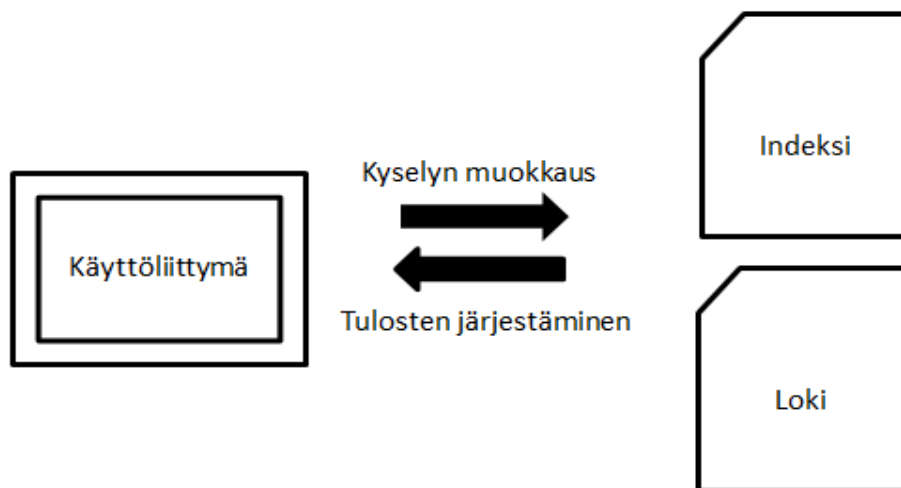 Indeksi
Kyselyn muokkaus
Käyttöliittymä
Tulosten järjestäminen
Loki